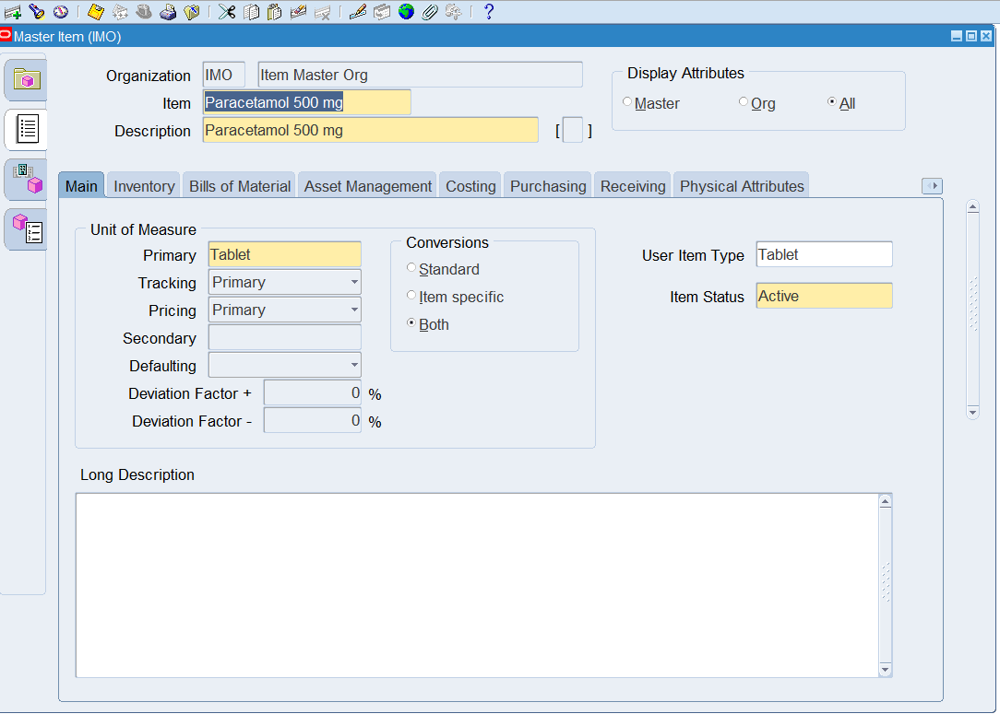 Master Item (IMO)
Organization IMO Item Master Org
Item Paracetamol 500 mg
Description Paracetamol 500 mg [ ]
Display Attributes
Master Org All
Main Inventory Bills of Material Asset Management Costing Purchasing Receiving Physical Attributes
Unit of Measure
Primary Tablet
Tracking Primary
Pricing Primary
Secondary
Defaulting
Deviation Factor + 0 %
Deviation Factor - 0 %
Conversions
Standard
Item specific
Both
User Item Type Tablet
Item Status Active
Long Description